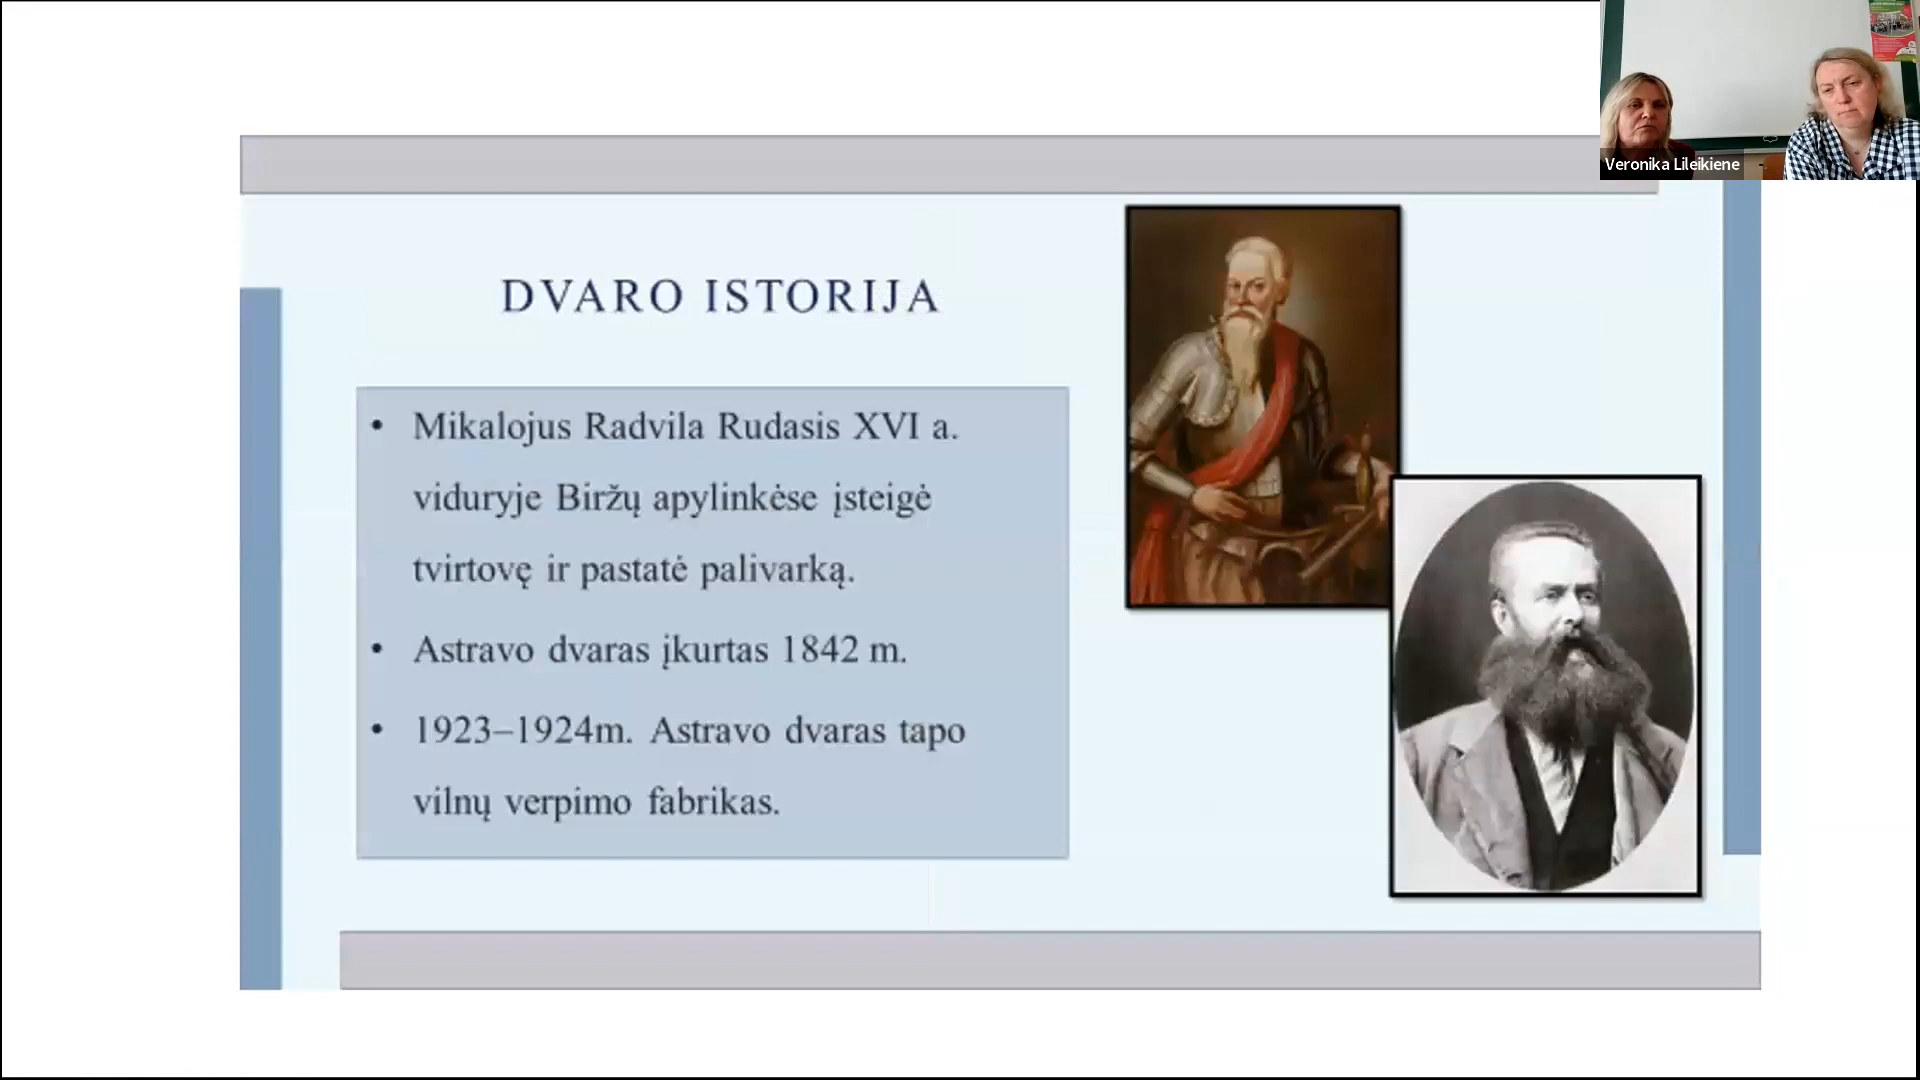 Veronika Lileikiene
DVARO ISTORIJA
• Mikalojus Radvila Rudasis XVI a.
viduryje Biržų apylinkėse įsteigė
tvirtovę ir pastatė palivarką.
• Astravo dvaras įkurtas 1842 m.
• 1923–1924m. Astravo dvaras tapo
vilnų verpimo fabrikas.